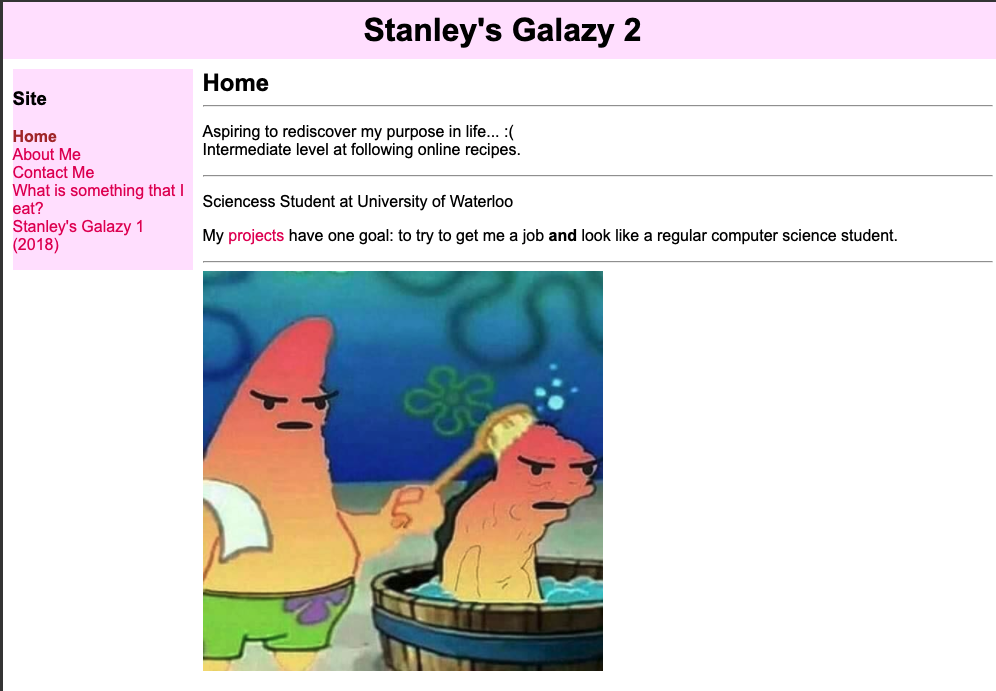 Stanley's Galazy 2
Site
Home
About Me
Contact Me
What is something that I
eat?
Stanley's Galazy 1
(2018)
Home
Aspiring to rediscover my purpose in life... :(
Intermediate level at following online recipes.
Sciencess Student at University of Waterloo
My projects have one goal: to try to get me a job and look like a regular computer science student.